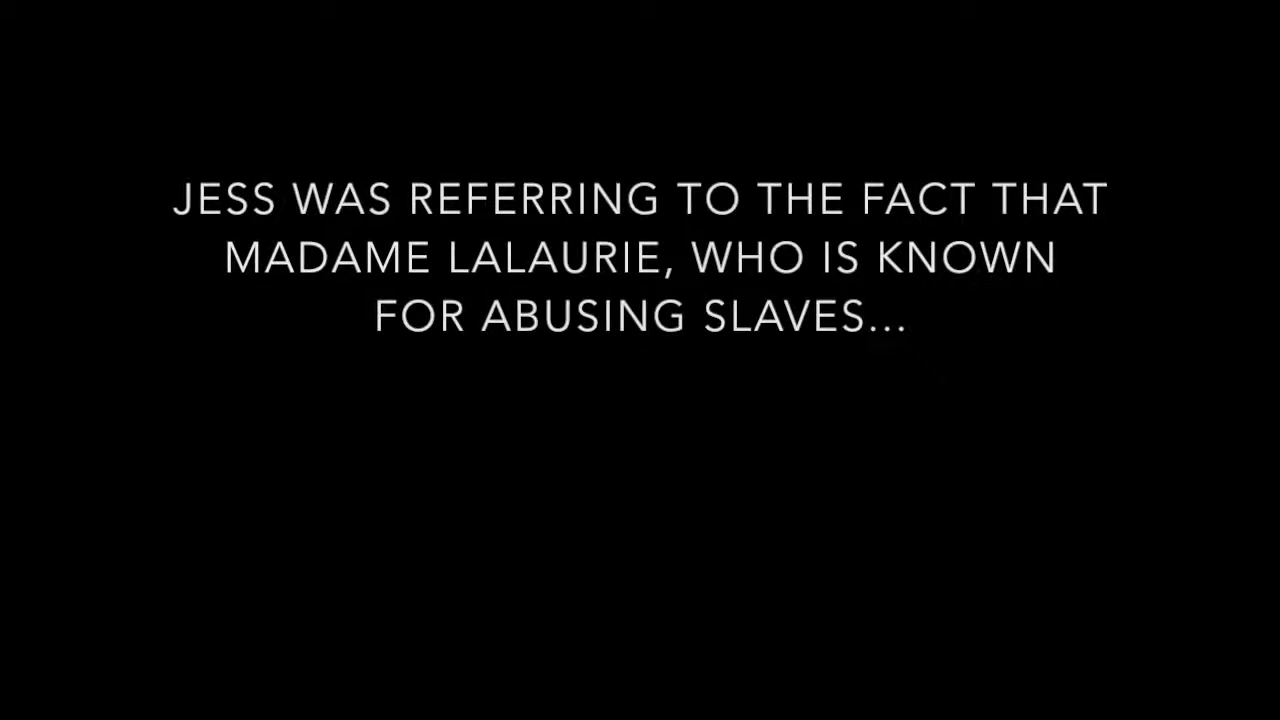 JESS WAS REFERRING TO THE FACT THAT
MADAME LALAURIE, WHO IS KNOWN
FOR ABUSING SLAVES...